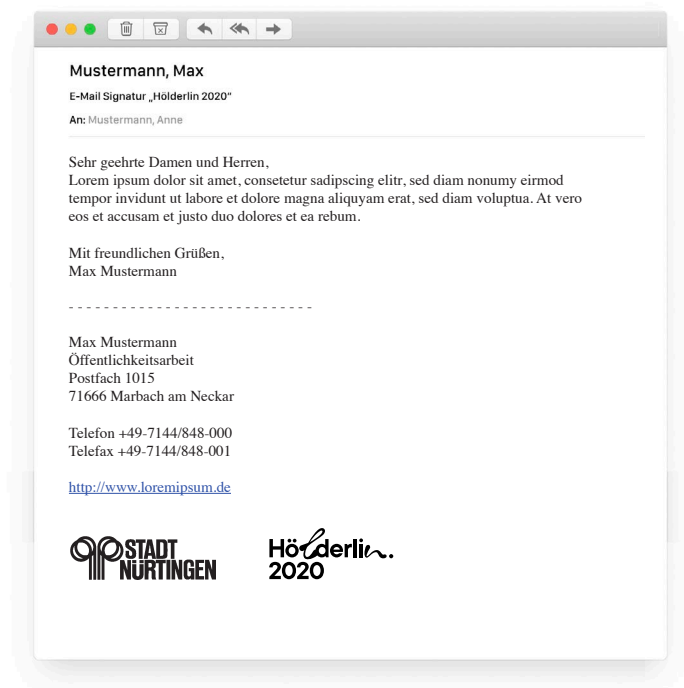 Mustermann, Max
E-Mail Signatur „Hölderlin 2020“
An: Mustermann, Anne
Sehr geehrte Damen und Herren,
Lorem ipsum dolor sit amet, consetetur sadipscing elitr, sed diam nonumy eirmod
tempor invidunt ut labore et dolore magna aliquyam erat, sed diam voluptua. At vero
eos et accusam et justo duo dolores et ea rebum.
Mit freundlichen Grüßen,
Max Mustermann
- - - - - - - - - - - - - - - - - - - - - - - - - - - -
Max Mustermann
Öffentlichkeitsarbeit
Postfach 1015
71666 Marbach am Neckar
Telefon +49-7144/848-000
Telefax +49-7144/848-001
http://www.loremipsum.de
STADT
NÜRTINGEN
Hölderlin.
2020